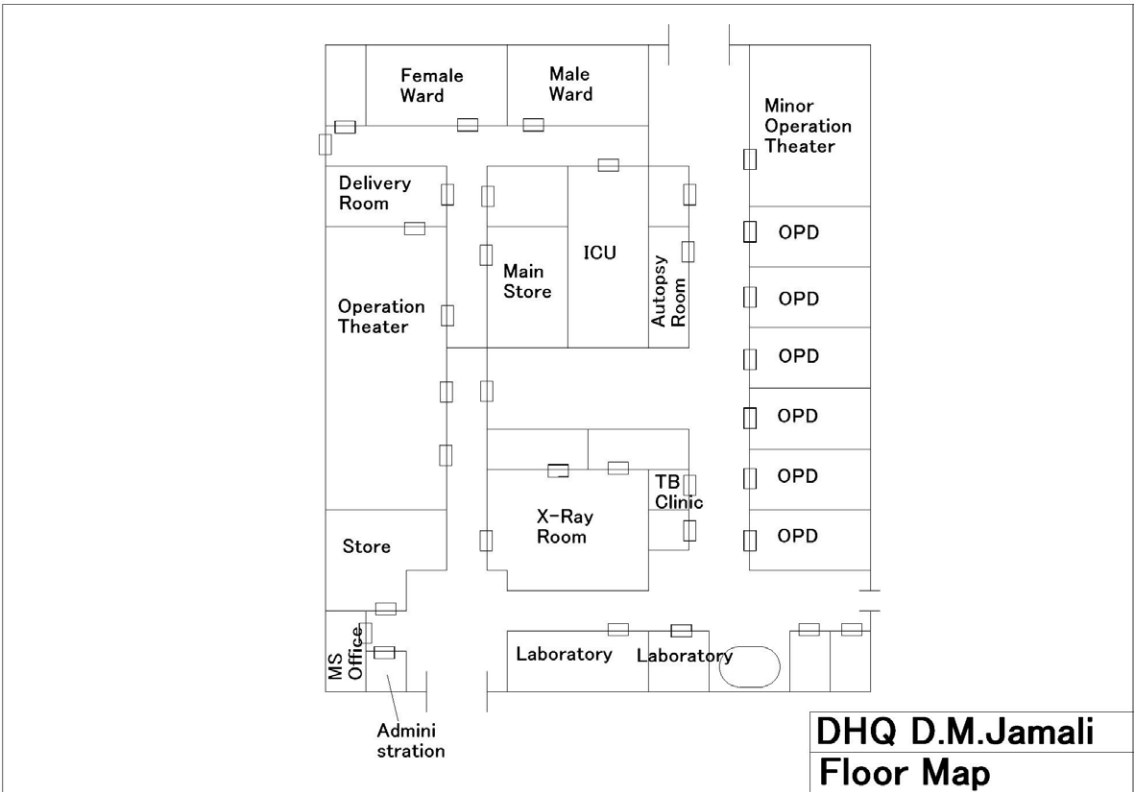 Female
Ward
Male
Ward
Minor
Operation
Theater
Delivery
Room
OPD
ICU
Main
Store
Autopsy
Room
OPD
Operation
Theater
OPD
OPD
TB
Clinic
OPD
X-Ray
Room
OPD
Store
MS
Office
Laboratory
Laboratory
Admini
stration
DHQ D.M.Jamali
Floor Map